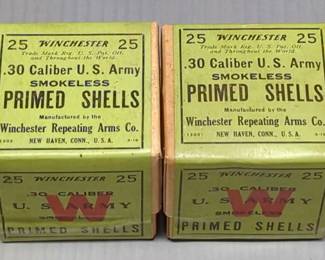 25 WINCHESTER 25
Trade Mark Reg. U. S. Pat. Off.
and Throughout the World.
.30 Caliber U. S. Army
SMOKELESS
PRIMED SHELLS
Manufactured by the
Winchester Repeating Arms Co.
NEW HAVEN, CONN., U. S. A.
25 WINCHESTER 25
.30 CALIBER
U. S. ARMY
W
SMOKELESS
PRIMED SHELLS
25 WINCHESTER 25
Trade Mark Reg. U. S. Pat. Off.
and Throughout the World.
.30 Caliber U. S. Army
SMOKELESS
PRIMED SHELLS
Manufactured by the
Winchester Repeating Arms Co.
NEW HAVEN, CONN., U. S. A.
25 WINCHESTER 25
.30 CALIBER
U. S. ARMY
W
SMOKELESS
PRIMED SHELLS